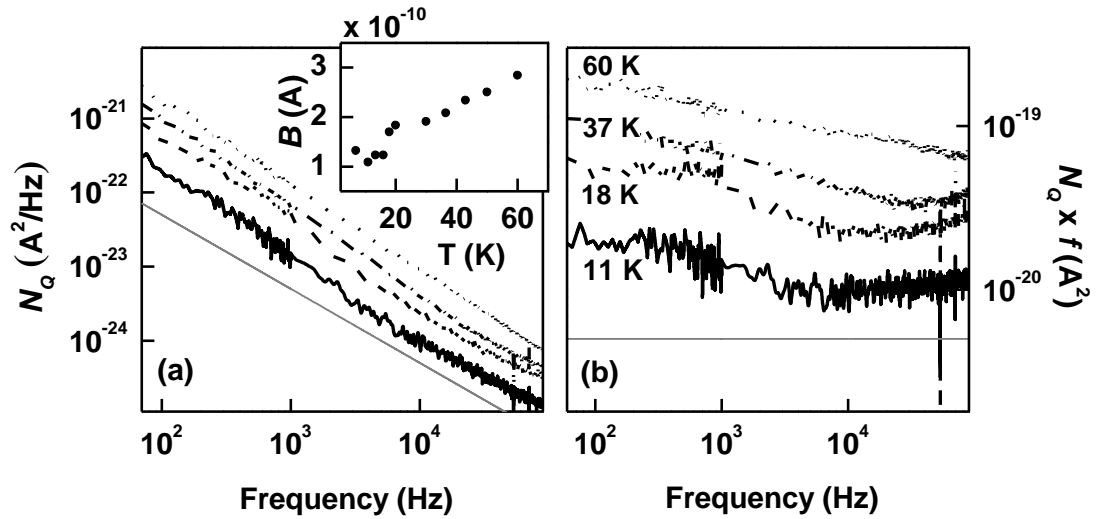 x 10^-10
3
2
1
B (A)
20 40 60
T (K)
10^-21
10^-22
10^-23
10^-24
N_Q (A^2/Hz)
(a)
10^2 10^3 10^4
Frequency (Hz)
60 K
37 K
18 K
11 K
(b)
10^-19
10^-20
N_Q x f (A^2)
10^2 10^3 10^4
Frequency (Hz)